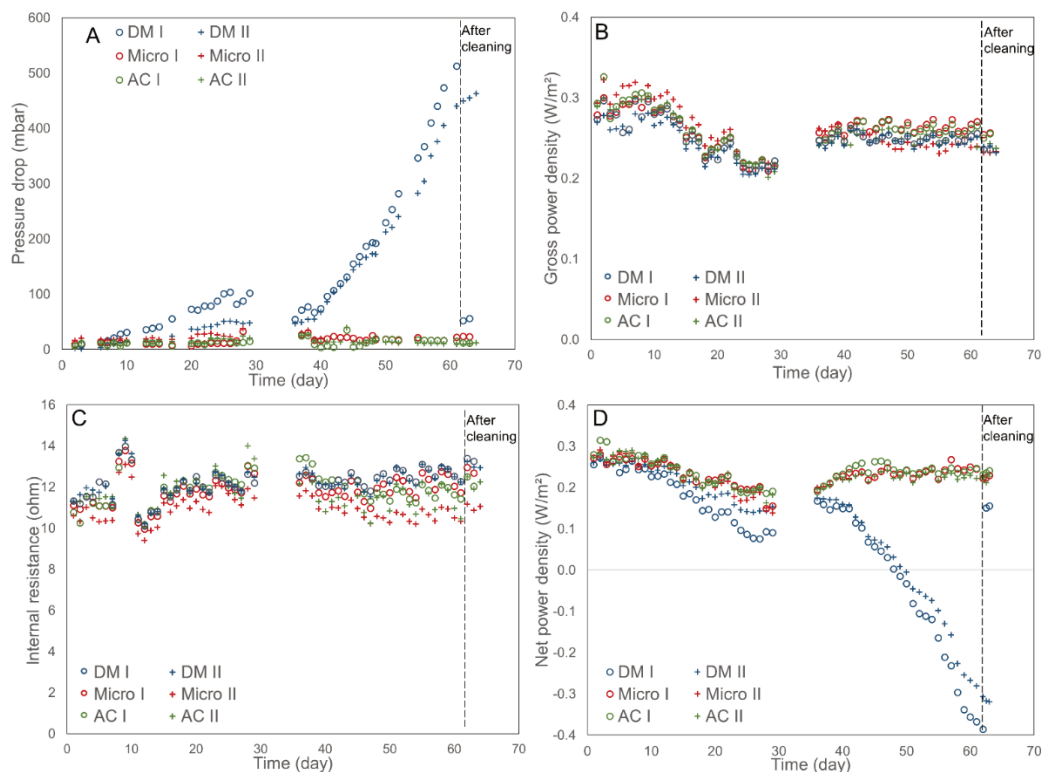 A
DM I DM II
Micro I Micro II
AC I AC II
After
cleaning
Pressure drop (mbar)
600
500
400
300
200
100
0
0 10 20 30 40 50 60 70
Time (day)
B
After
cleaning
Gross power density (W/m²)
0.4
0.3
0.2
0.1
0.0
DM I DM II
Micro I Micro II
AC I AC II
0 10 20 30 40 50 60 70
Time (day)
C
After
cleaning
Internal resistance (ohm)
16
14
12
10
8
6
4
2
0
DM I DM II
Micro I Micro II
AC I AC II
0 10 20 30 40 50 60 70
Time (day)
D
After
cleaning
Net power density (W/m²)
0.4
0.3
0.2
0.1
0.0
-0.1
-0.2
-0.3
-0.4
DM I DM II
Micro I Micro II
AC I AC II
0 10 20 30 40 50 60 70
Time (day)